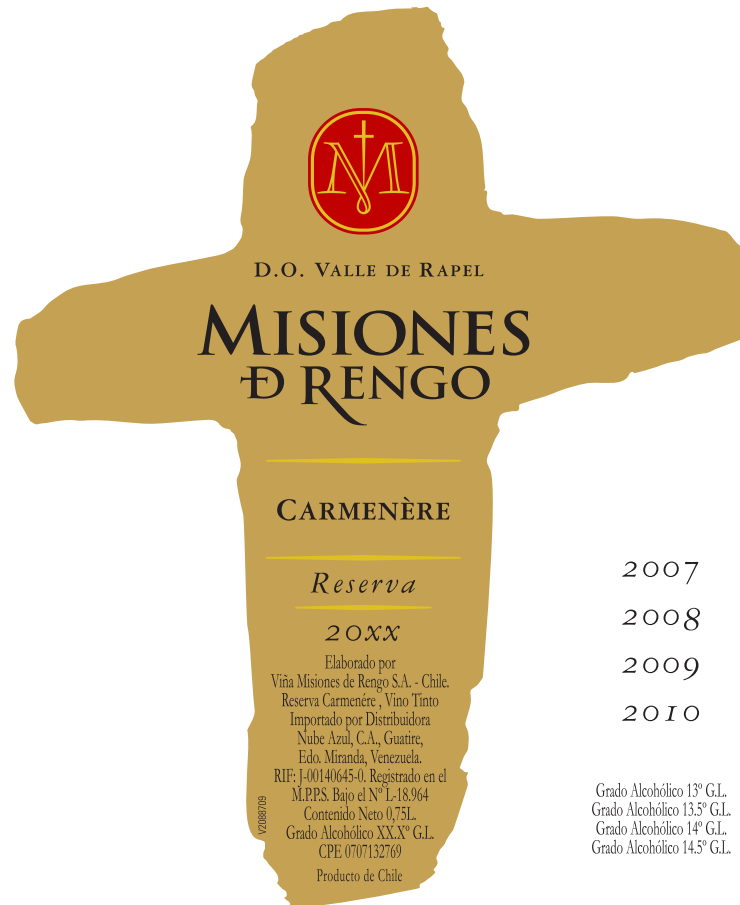 M
D.O. VALLE DE RAPEL
MISIONES
Đ RENGO
CARMENÈRE
Reserva
20xx
Elaborado por
Viña Misiones de Rengo S.A. - Chile.
Reserva Carmenére , Vino Tinto
Importado por Distribuidora
Nube Azul, C.A., Guatire,
Edo. Miranda, Venezuela.
RIF: J-00140645-0. Registrado en el
M.P.P.S. Bajo el Nº L-18.964
Contenido Neto 0,75L.
Grado Alcohólico XX.Xº G.L.
CPE 0707132769
Producto de Chile
V2088709
2007
2008
2009
2010
Grado Alcohólico 13º G.L.
Grado Alcohólico 13.5º G.L.
Grado Alcohólico 14º G.L.
Grado Alcohólico 14.5º G.L.